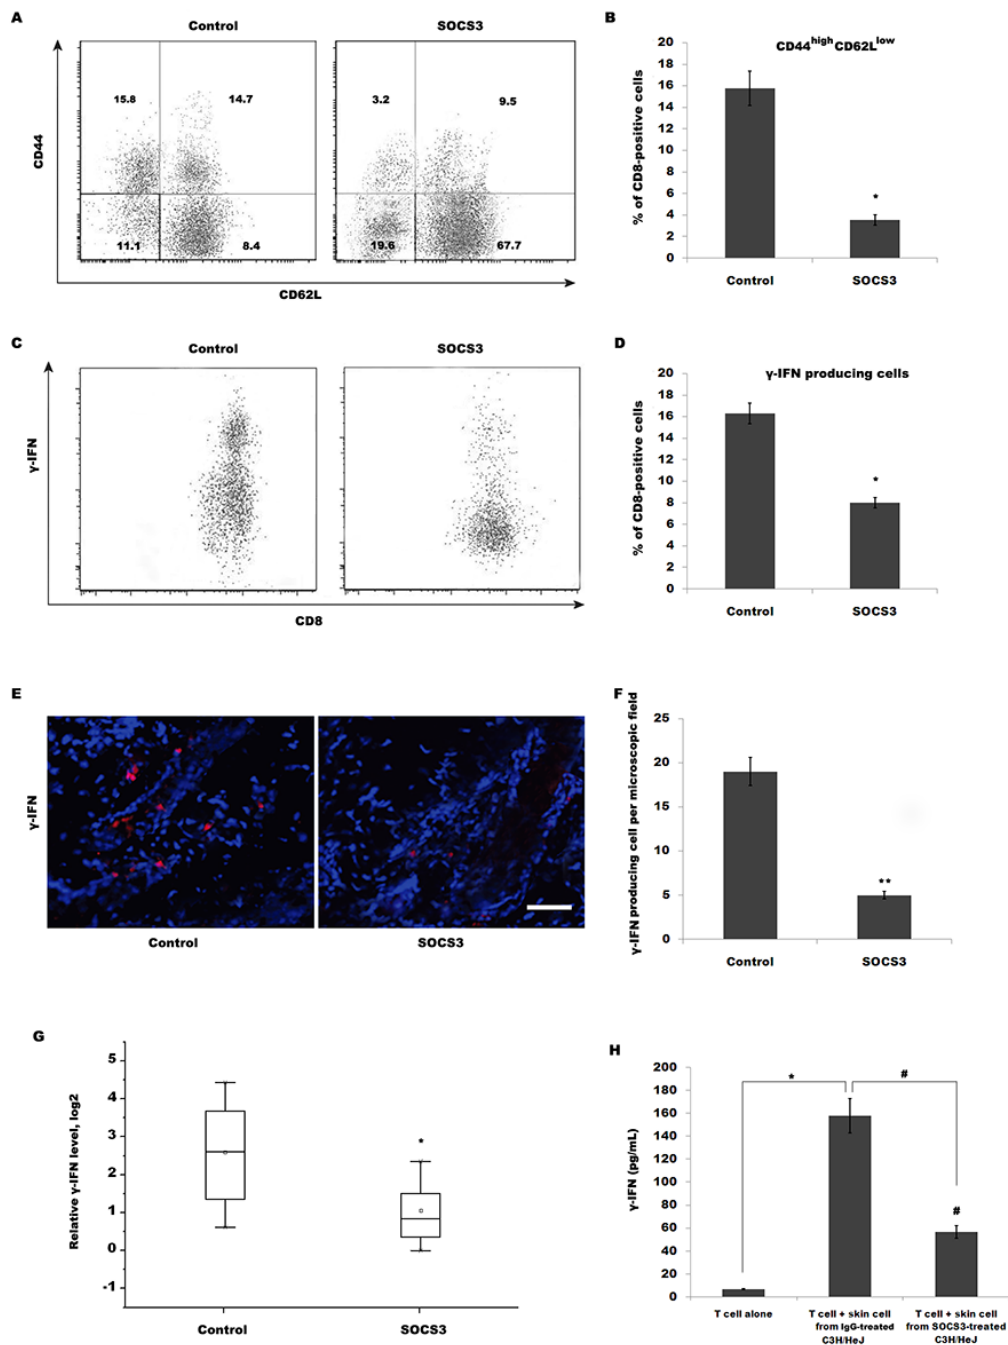 A
Control
SOCS3
CD44
15.8
14.7
11.1
8.4
3.2
9.5
19.6
67.7
CD62L
B
CD44highCD62Llow
% of CD8-positive cells
20
18
16
14
12
10
8
6
4
2
0
*
Control
SOCS3
C
Control
SOCS3
γ-IFN
CD8
D
γ-IFN producing cells
% of CD8-positive cells
20
18
16
14
12
10
8
6
4
2
0
*
Control
SOCS3
E
γ-IFN
Control
SOCS3
F
γ-IFN producing cell per microscopic field
25
20
15
10
5
0
**
Control
SOCS3
G
Relative γ-IFN level, log2
5
4
3
2
1
0
-1
*
Control
SOCS3
H
γ-IFN (pg/mL)
200
180
160
140
120
100
80
60
40
20
0
*
#
#
T cell alone
T cell + skin cell
from IgG-treated
C3H/HeJ
T cell + skin cell
from SOCS3-treated
C3H/HeJ